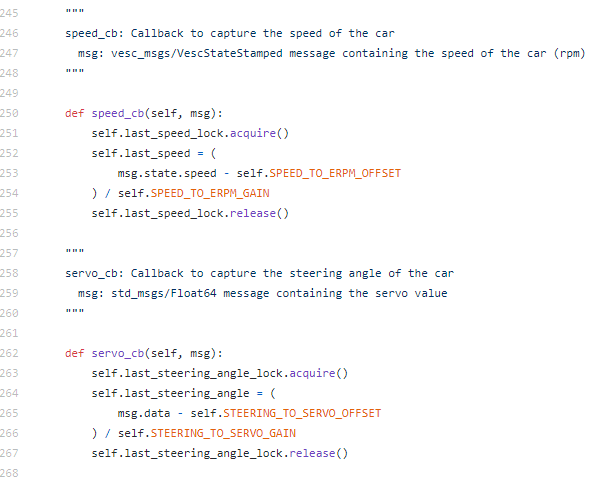 245 """
246 speed_cb: Callback to capture the speed of the car
247 msg: vesc_msgs/VescStateStamped message containing the speed of the car (rpm)
248 """
249
250 def speed_cb(self, msg):
251 self.last_speed_lock.acquire()
252 self.last_speed = (
253 msg.state.speed - self.SPEED_TO_ERPM_OFFSET
254 ) / self.SPEED_TO_ERPM_GAIN
255 self.last_speed_lock.release()
256
257 """
258 servo_cb: Callback to capture the steering angle of the car
259 msg: std_msgs/Float64 message containing the servo value
260 """
261
262 def servo_cb(self, msg):
263 self.last_steering_angle_lock.acquire()
264 self.last_steering_angle = (
265 msg.data - self.STEERING_TO_SERVO_OFFSET
266 ) / self.STEERING_TO_SERVO_GAIN
267 self.last_steering_angle_lock.release()
268